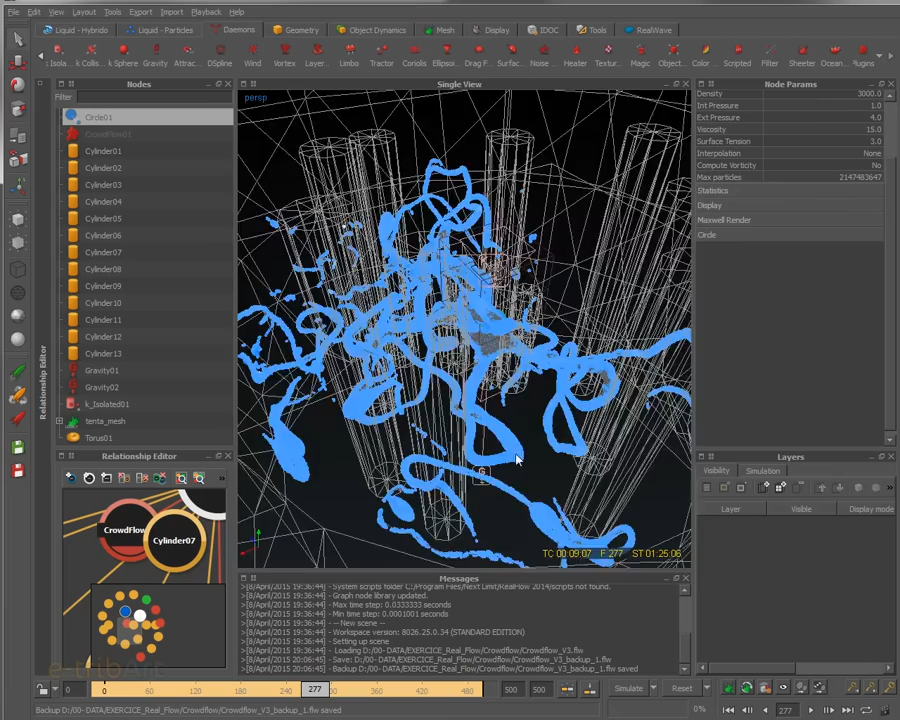 File Edit View Layout Tools Export Import Playback Help
Liquid - Hybrido Liquid - Particles Daemons Geometry Object Dynamics Mesh Display IDOC Tools RealWave
: Isola.. k Collis k Sphere Gravity Attrac... DSpline Wind Vortex Layer... Limbo Tractor Coriolis Ellipsoi.. Drag F... Surfac... Noise ... Heater Textur... Magic Object... Color ... Scripted Filter Sheeter Ocean... Plugins
Nodes
Filter
Circle01
CrowdFlow01
Cylinder01
Cylinder02
Cylinder03
Cylinder04
Cylinder05
Cylinder06
Cylinder07
Cylinder08
Cylinder09
Cylinder10
Cylinder11
Cylinder12
Cylinder13
Gravity01
Gravity02
k_Isolated01
tenta_mesh
Torus01
Relationship Editor
Relationship Editor
CrowdFlow
Cylinder07
e-tribart
Single View
persp
G
TC 00:09:07 F 277 ST 01:25:06
Messages
>[8/April/2015 19:36:44] - System scripts folder C:/Program Files/Next Limit/RealFlow 2014/scripts not found.
>[8/April/2015 19:36:44] - Graph node library updated.
>[8/April/2015 19:36:44] - Max time step: 0.0333333 seconds
>[8/April/2015 19:36:44] - Min time step: 0.0001001 seconds
>[8/April/2015 19:36:44] - -- New scene --
>[8/April/2015 19:36:44] - Workspace version: 8026.25.0.34 (STANDARD EDITION)
>[8/April/2015 19:36:44] - Setting up scene
>[8/April/2015 19:36:44] - Loading D:/00- DATA/EXERCICE_Real_Flow/Crowdflow/Crowdflow_V3.flw
>[8/April/2015 20:06:45] - Save: D:/00- DATA/EXERCICE_Real_Flow/Crowdflow/Crowdflow_V3_backup_1.flw
>[8/April/2015 20:06:45] - Backup D:/00- DATA/EXERCICE_Real_Flow/Crowdflow/Crowdflow_V3_backup_1.flw saved
Node Params
Density 3000.0
Int Pressure 1.0
Ext Pressure 4.0
Viscosity 15.0
Surface Tension 3.0
Interpolation None
Compute Vorticity No
Max particles 2147483647
Statistics
Display
Maxwell Render
Circle
Layers
Visibility Simulation
Layer Visible Display mode
0 0 60 120 180 240 277 300 360 420 480 500 500 Simulate Reset
Backup D:/00- DATA/EXERCICE_Real_Flow/Crowdflow/Crowdflow_V3_backup_1.flw saved 0% 277